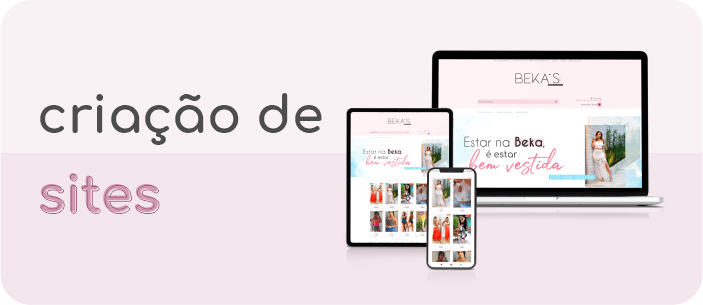 criação de
sites
BEKA'S
Estar na Beka,
é estar
bem vestida
BEKA'S
Estar na Beka,
é estar
bem vestida